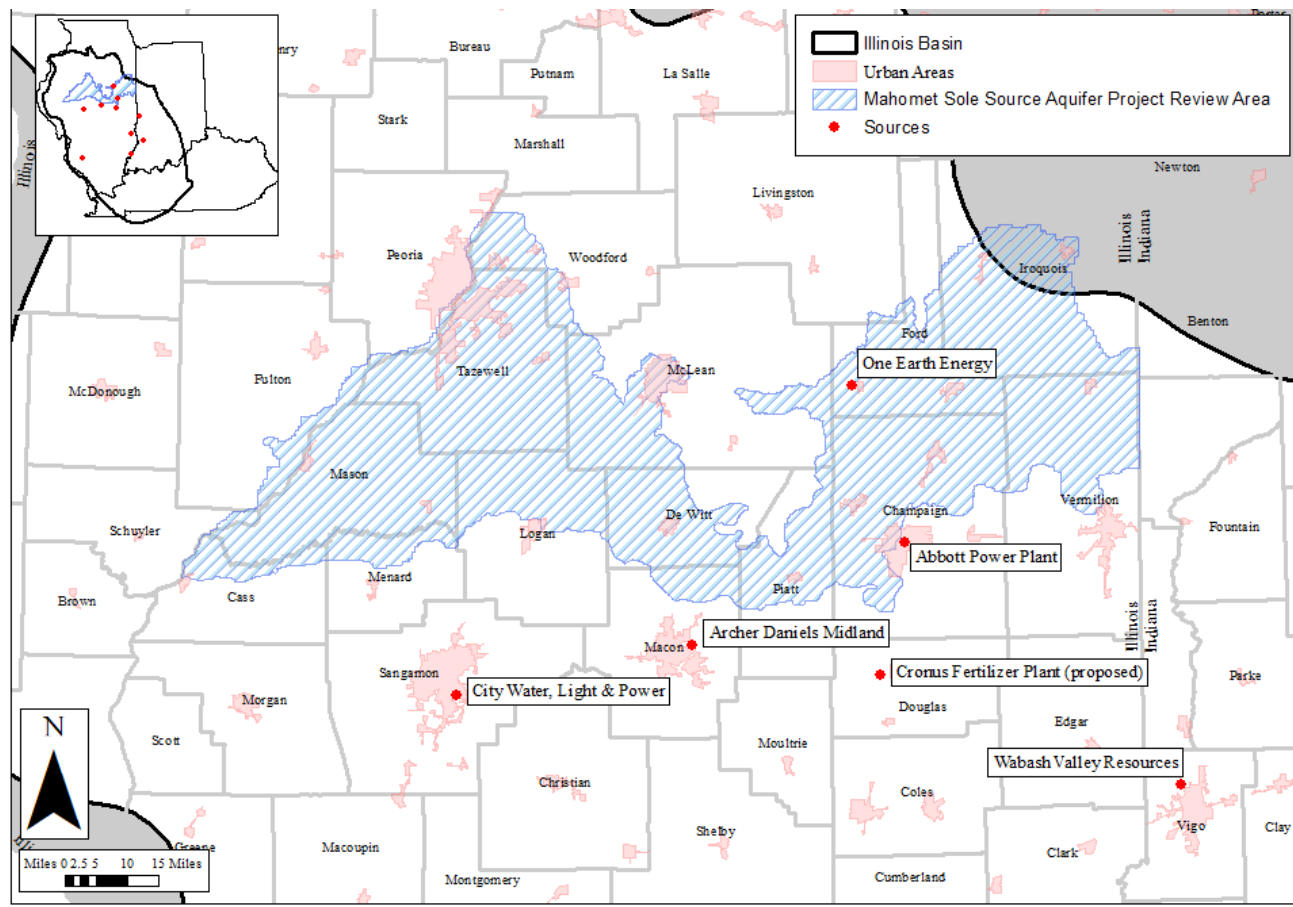 Bureau
Putnam
La Salle
Stark
Marshall
Illinois Basin
Urban Areas
Mahomet Sole Source Aquifer Project Review Area
Sources
Newton
Livingston
Illinois
Illinois
Indiana
Peoria
Woodford
Iroquois
Benton
Ford
One Earth Energy
McDonough
Fulton
Tazewell
McLean
Mason
Schuyler
Logan
De Witt
Champaign
Vermilion
Fountain
Abbott Power Plant
Brown
Cass
Menard
Piatt
Illinois
Indiana
Archer Daniels Midland
Macon
Sangamon
City Water, Light & Power
Cronus Fertilizer Plant (proposed)
Parke
Morgan
Douglas
Edgar
Scott
Moultrie
Wabash Valley Resources
N
Christian
Coles
Vigo
Clay
Shelby
Clark
Greene
Macoupin
Montgomery
Cumberland
Miles 0 2.5 5 10 15 Miles